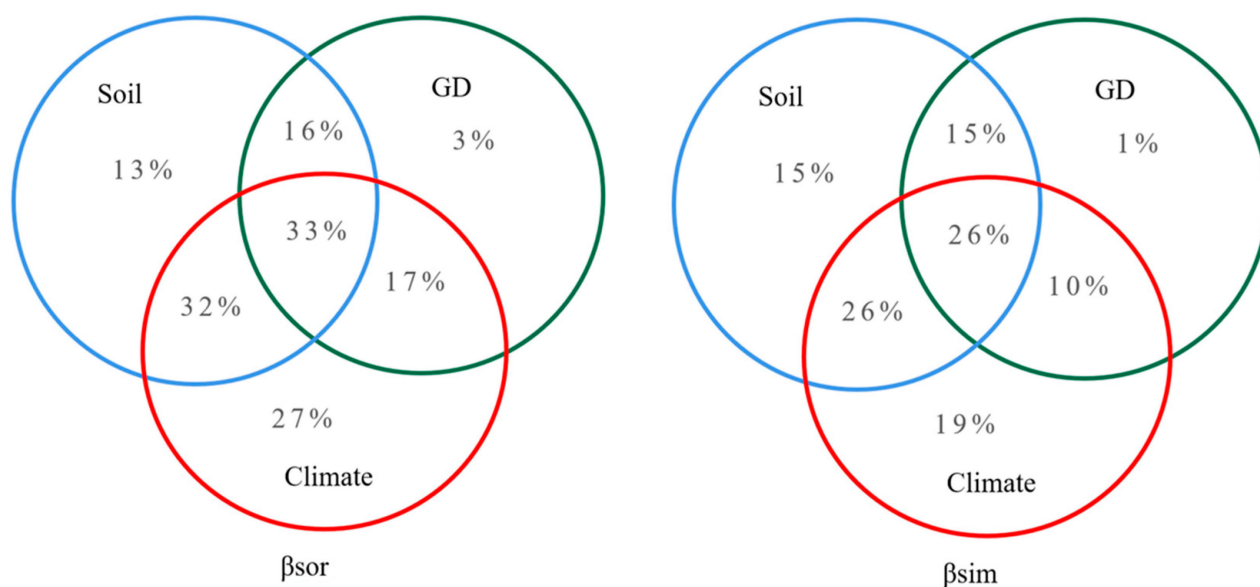 Soil
GD
16%
3%
13%
33%
17%
32%
27%
Climate
βsor
Soil
GD
15%
1%
15%
26%
10%
26%
19%
Climate
βsim